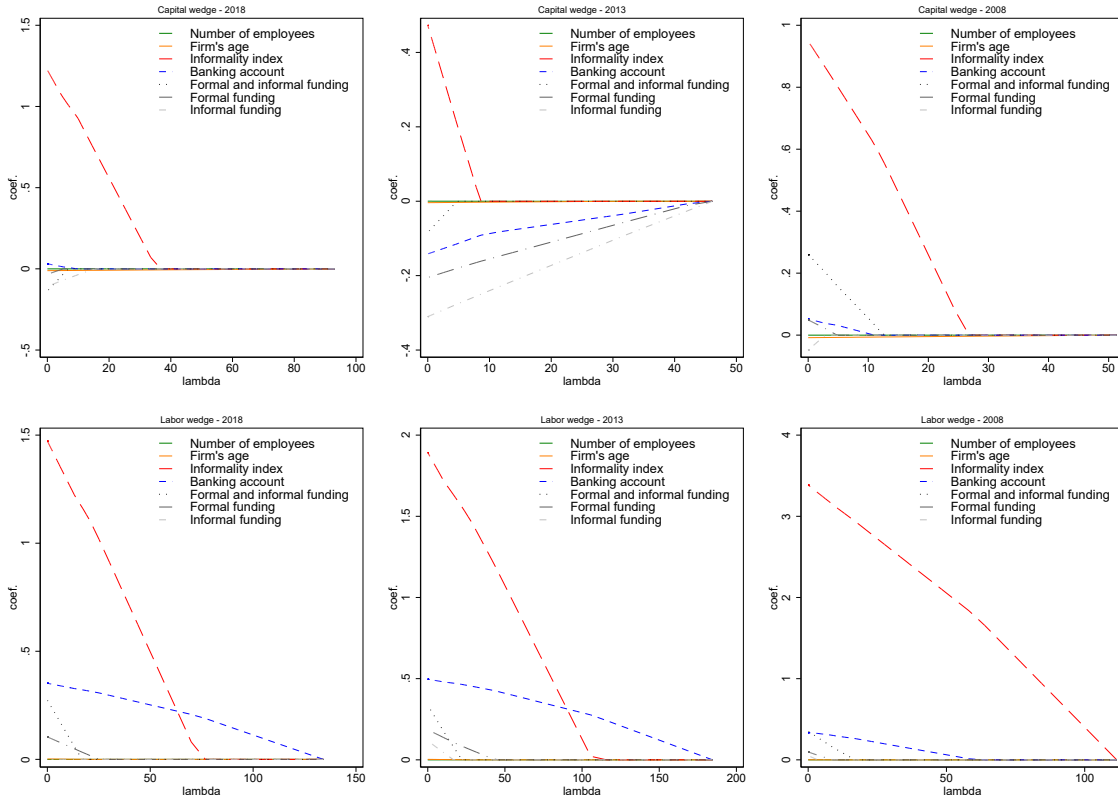 Capital wedge - 2018
1.5
1
.5
0
-.5
coef.
0 20 40 60 80 100
lambda
Number of employees
Firm's age
Informality index
Banking account
Formal and informal funding
Formal funding
Informal funding
Capital wedge - 2013
.4
.2
0
-.2
-.4
coef.
0 10 20 30 40 50
lambda
Number of employees
Firm's age
Informality index
Banking account
Formal and informal funding
Formal funding
Informal funding
Capital wedge - 2008
1
.8
.6
.4
.2
0
coef.
0 10 20 30 40 50
lambda
Number of employees
Firm's age
Informality index
Banking account
Formal and informal funding
Formal funding
Informal funding
Labor wedge - 2018
1.5
1
.5
0
coef.
0 50 100 150
lambda
Number of employees
Firm's age
Informality index
Banking account
Formal and informal funding
Formal funding
Informal funding
Labor wedge - 2013
2
1.5
1
.5
0
coef.
0 50 100 150 200
lambda
Number of employees
Firm's age
Informality index
Banking account
Formal and informal funding
Formal funding
Informal funding
Labor wedge - 2008
4
3
2
1
0
coef.
0 50 100
lambda
Number of employees
Firm's age
Informality index
Banking account
Formal and informal funding
Formal funding
Informal funding